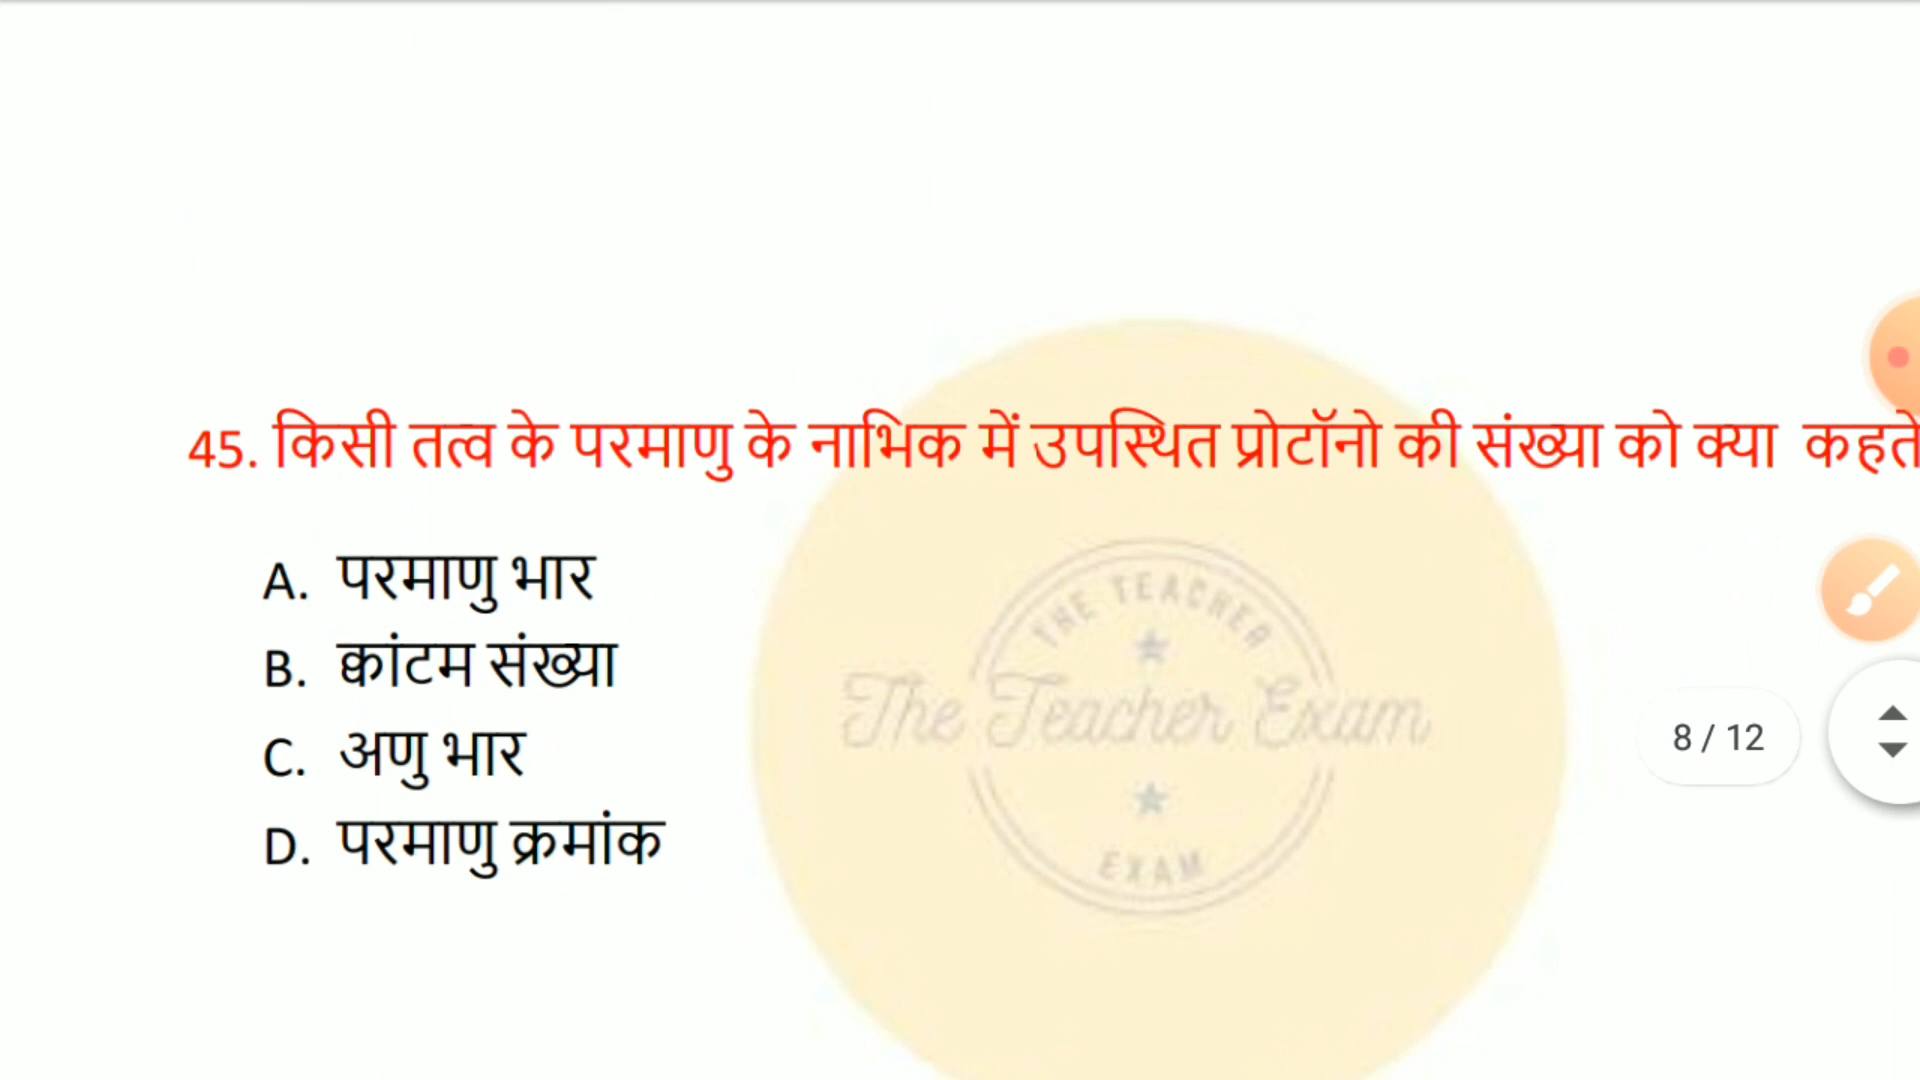 45. किसी तत्व के परमाणु के नाभिक में उपस्थित प्रोटॉनो की संख्या को क्या कहते
A. परमाणु भार
B. क्वांटम संख्या
C. अणु भार
D. परमाणु क्रमांक
THE TEACHER
The Teacher Exam
EXAM
8 / 12